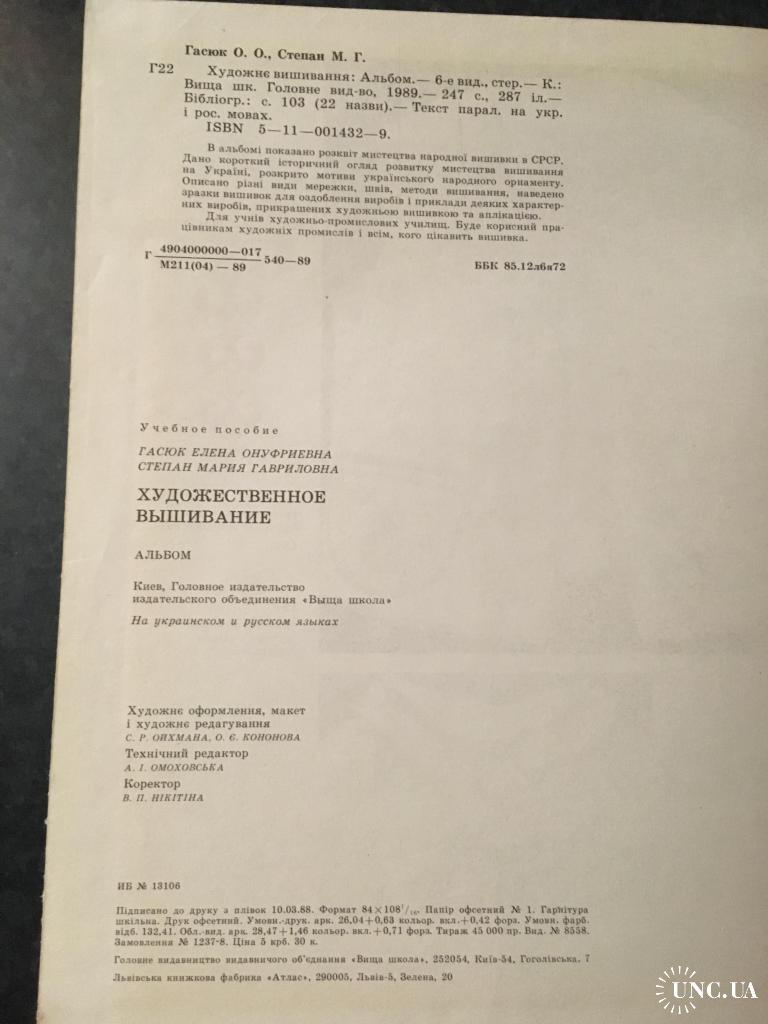 Гасюк О. О., Степан М. Г.
Г22 Художнє вишивання: Альбом.— 6-е вид., стер.— К.:
Вища шк. Головне вид-во, 1989.— 247 с., 287 іл.—
Бібліогр.: с. 103 (22 назви).— Текст парал. на укр.
і рос. мовах.
ISBN 5—11—001432—9.
В альбомі показано розквіт мистецтва народної вишивки в СРСР.
Дано короткий історичний огляд розвитку мистецтва вишивання
на Україні, розкрито мотиви українського народного орнаменту.
Описано різні види мережки, швів, методи вишивання, наведено
зразки вишивок для оздоблення виробів і приклади деяких характер-
них виробів, прикрашених художньою вишивкою та аплікацією.
Для учнів художньо-промислових училищ. Буде корисний пра-
цівникам художніх промислів і всім, кого цікавить вишивка.
Г 4904000000—017
М211(04) — 89 540—89 ББК 85.12л6я72
Учебное пособие
ГАСЮК ЕЛЕНА ОНУФРИЕВНА
СТЕПАН МАРИЯ ГАВРИЛОВНА
ХУДОЖЕСТВЕННОЕ
ВЫШИВАНИЕ
АЛЬБОМ
Киев, Головное издательство
издательского объединения «Выща школа»
На украинском и русском языках
Художнє оформлення, макет
і художнє редагування
С. Р. ОЙХМАНА, О. Є. КОНОНОВА
Технічний редактор
А. І. ОМОХОВСЬКА
Коректор
В. П. НІКІТІНА
ИБ № 13106
Підписано до друку з плівок 10.03.88. Формат 84×108¹/₁₆. Папір офсетний № 1. Гарнітура
шкільна. Друк офсетний. Умовн.-друк. арк. 26,04+0,63 кольор. вкл.+0,42 форз. Умовн. фарб.
відб. 132,41. Обл.-вид. арк. 28,47+1,46 кольор. вкл.+0,71 форз. Тираж 45 000 пр. Вид. № 8558.
Замовлення № 1237-8. Ціна 5 крб. 30 к.
Головне видавництво видавничого об'єднання «Вища школа», 252054, Київ-54, Гоголівська, 7
Львівська книжкова фабрика «Атлас», 290005, Львів-5, Зелена, 20
UNC.UA